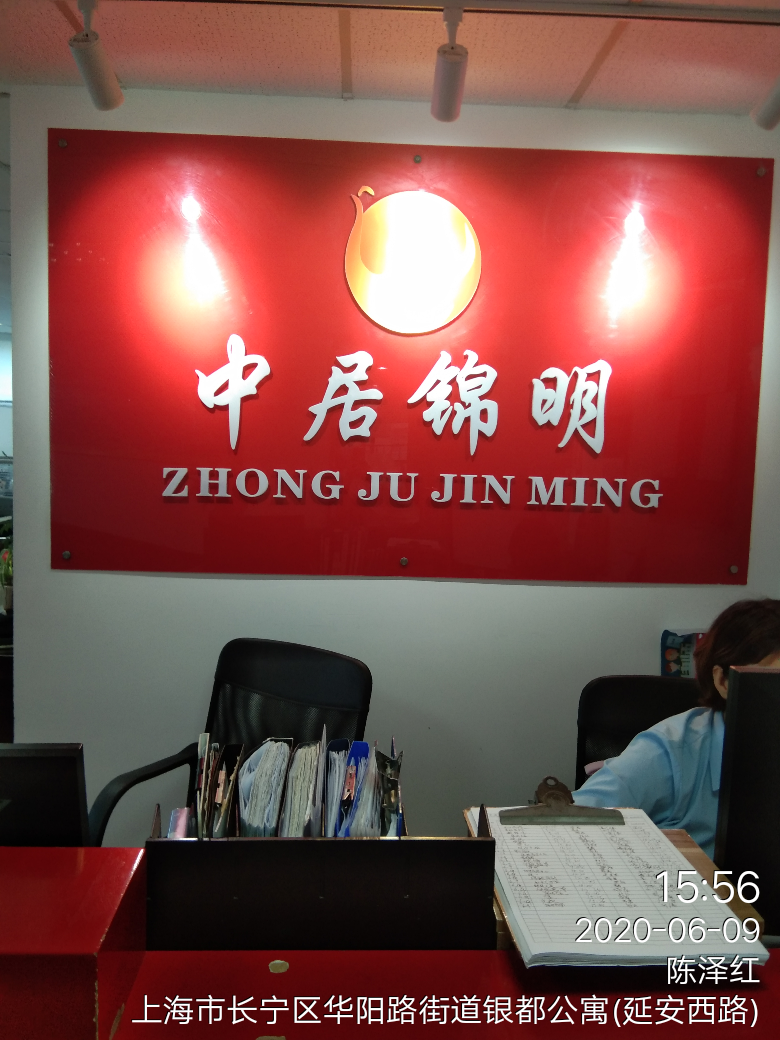 中居锦明
ZHONG JU JIN MING
15:56
2020-06-09
陈泽红
上海市长宁区华阳路街道银都公寓(延安西路)